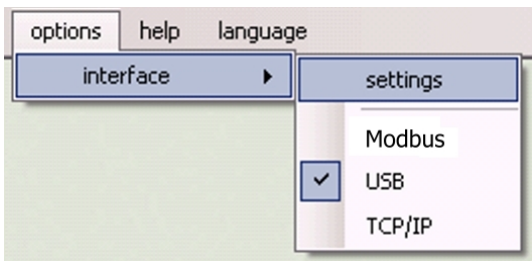 options help language
interface settings
Modbus
USB
TCP/IP